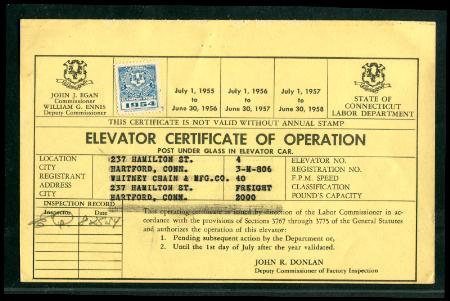 JOHN J. EGAN
Commissioner
WILLIAM G. ENNIS
Deputy Commissioner
1954
July 1, 1955
to
June 30, 1956
July 1, 1956
to
June 30, 1957
July 1, 1957
to
June 30, 1958
STATE OF
CONNECTICUT
LABOR DEPARTMENT
THIS CERTIFICATE IS NOT VALID WITHOUT ANNUAL STAMP
ELEVATOR CERTIFICATE OF OPERATION
POST UNDER GLASS IN ELEVATOR CAR.
LOCATION 237 HAMILTON ST. 4 ELEVATOR NO.
CITY HARTFORD, CONN. 3-M-806 REGISTRATION NO.
REGISTRANT WHITNEY CHAIN & MFG.CO. 40 F.P.M. SPEED
ADDRESS 237 HAMILTON ST. FREIGHT CLASSIFICATION
CITY HARTFORD, CONN. 2000 POUND'S CAPACITY
INSPECTION RECORD
Inspector Date
This operating certificate is issued by direction of the Labor Commissioner in ac-
cordance with the provisions of Sections 3767 through 3775 of the General Statutes
and authorizes the operation of this elevator:
1. Pending subsequent action by the Department or,
2. Until the 1st day of July after the year validated.
JOHN R. DONLAN
Deputy Commissioner of Factory Inspection